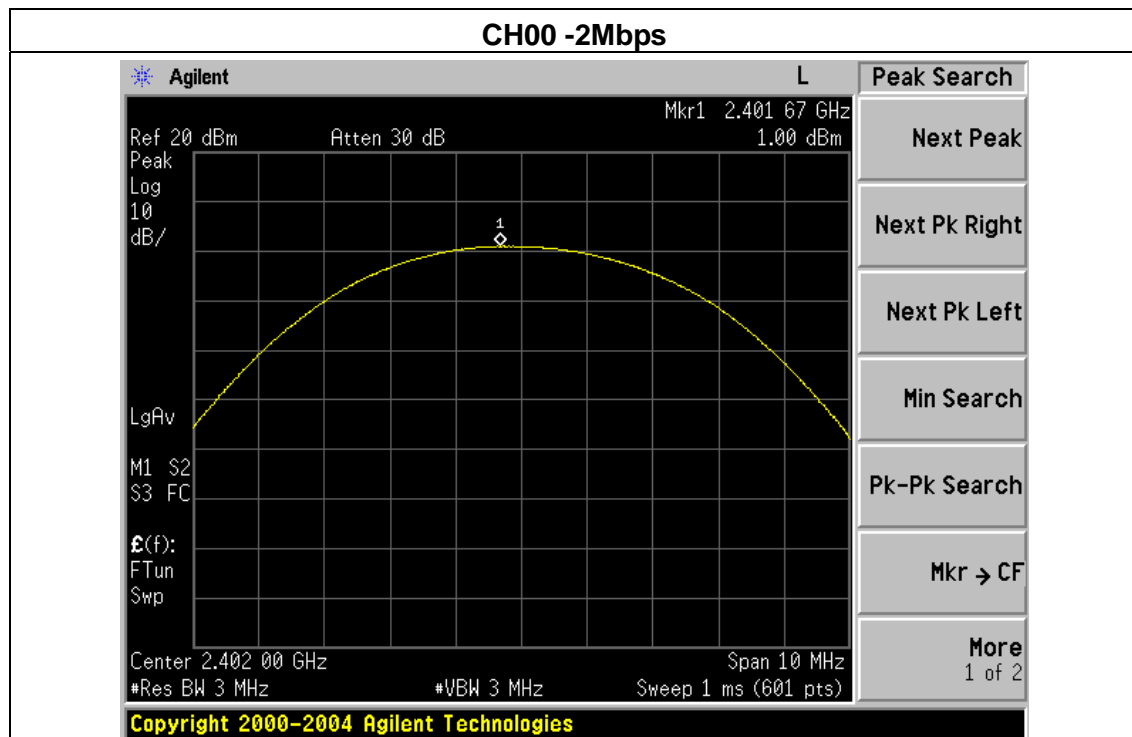 CH00 -2Mbps
Agilent L Peak Search
Mkr1 2.401 67 GHz
Ref 20 dBm Atten 30 dB 1.00 dBm
Peak
Log
10
dB/
1
LgAv
M1 S2
S3 FC
£(f):
FTun
Swp
Center 2.402 00 GHz Span 10 MHz
#Res BW 3 MHz #VBW 3 MHz Sweep 1 ms (601 pts)
Copyright 2000-2004 Agilent Technologies
Next Peak
Next Pk Right
Next Pk Left
Min Search
Pk-Pk Search
Mkr → CF
More
1 of 2